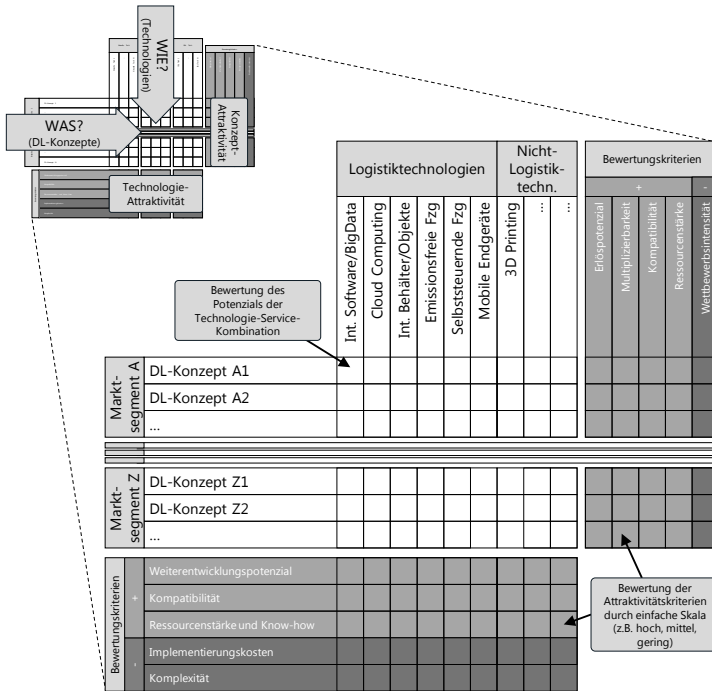 WIE?
(Technologien)
WAS?
(DL-Konzepte)
Konzept-
Attraktivität
Technologie-
Attraktivität
Logistiktechnologien
Nicht-
Logistik-
techn.
Bewertungskriterien
+
-
Int. Software/BigData
Cloud Computing
Int. Behälter/Objekte
Emissionsfreie Fzg
Selbststeuernde Fzg
Mobile Endgeräte
3D Printing
...
...
Erlöspotenzial
Multiplizierbarkeit
Kompatibilität
Ressourcenstärke
Wettbewerbsintensität
Bewertung des
Potenzials der
Technologie-Service-
Kombination
Markt-
segment A
DL-Konzept A1
DL-Konzept A2
...
Markt-
segment Z
DL-Konzept Z1
DL-Konzept Z2
...
Bewertungskriterien
+
Weiterentwicklungspotenzial
Kompatibilität
Ressourcenstärke und Know-how
-
Implementierungskosten
Komplexität
Bewertung der
Attraktivitätskriterien
durch einfache Skala
(z.B. hoch, mittel,
gering)